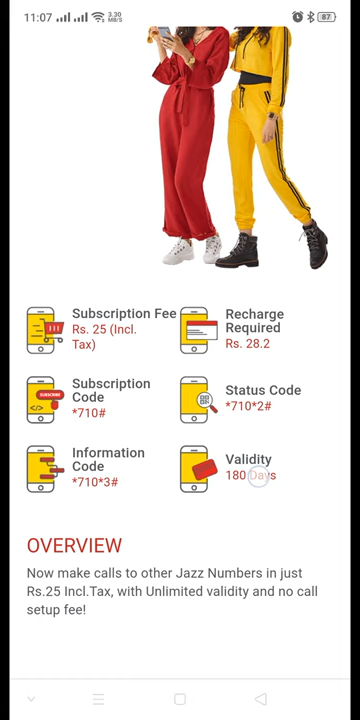 11:07
3.30
MB/S
87
Subscription Fee
Rs. 25 (Incl.
Tax)
Recharge
Required
Rs. 28.2
Subscription
Code
*710#
SUBSCRIBE
Status Code
*710*2#
Information
Code
*710*3#
Validity
180 Days
OVERVIEW
Now make calls to other Jazz Numbers in just
Rs.25 Incl.Tax, with Unlimited validity and no call
setup fee!